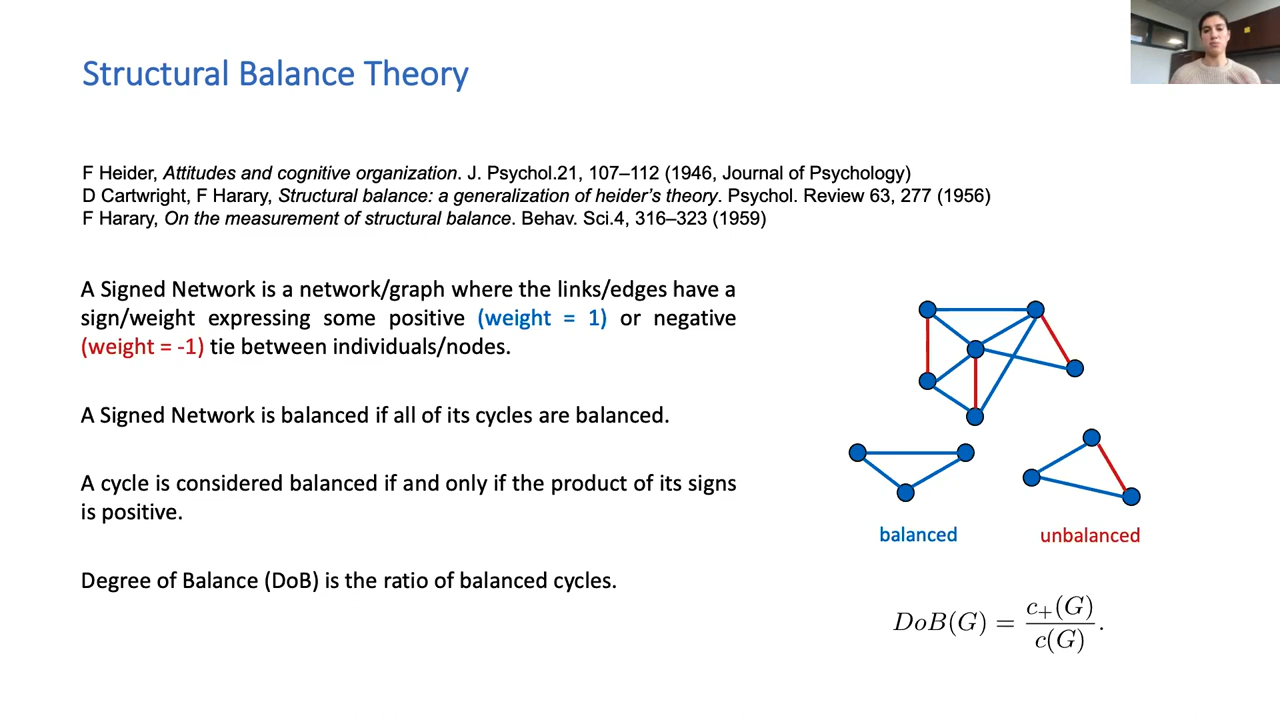 Structural Balance Theory
F Heider, Attitudes and cognitive organization. J. Psychol.21, 107–112 (1946, Journal of Psychology)
D Cartwright, F Harary, Structural balance: a generalization of heider's theory. Psychol. Review 63, 277 (1956)
F Harary, On the measurement of structural balance. Behav. Sci.4, 316–323 (1959)
A Signed Network is a network/graph where the links/edges have a
sign/weight expressing some positive (weight = 1) or negative
(weight = -1) tie between individuals/nodes.
A Signed Network is balanced if all of its cycles are balanced.
A cycle is considered balanced if and only if the product of its signs
is positive.
Degree of Balance (DoB) is the ratio of balanced cycles.
balanced
unbalanced
DoB(G) = c₊(G) / c(G) .